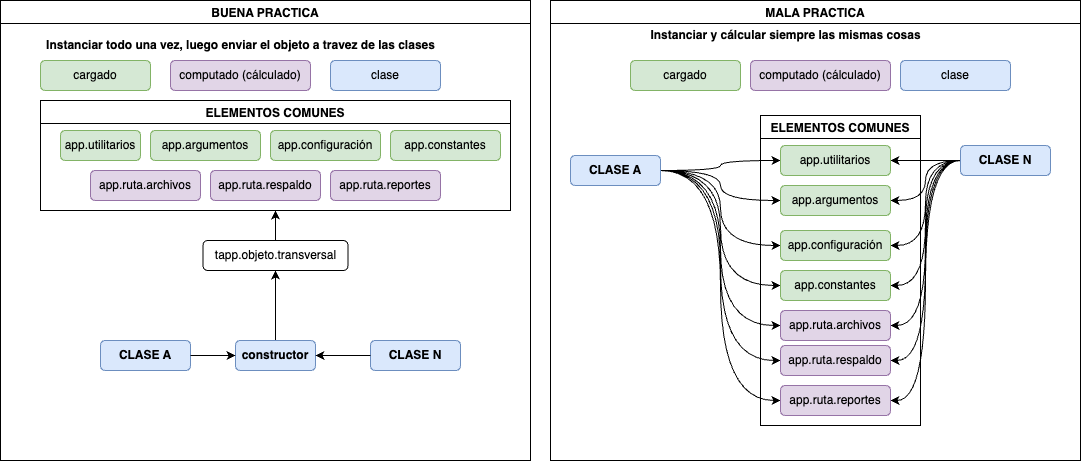 BUENA PRACTICA
Instanciar todo una vez, luego enviar el objeto a travez de las clases
cargado
computado (cálculado)
clase
ELEMENTOS COMUNES
app.utilitarios
app.argumentos
app.configuración
app.constantes
app.ruta.archivos
app.ruta.respaldo
app.ruta.reportes
tapp.objeto.transversal
CLASE A
constructor
CLASE N
MALA PRACTICA
Instanciar y cálcular siempre las mismas cosas
cargado
computado (cálculado)
clase
ELEMENTOS COMUNES
CLASE A
app.utilitarios
CLASE N
app.argumentos
app.configuración
app.constantes
app.ruta.archivos
app.ruta.respaldo
app.ruta.reportes